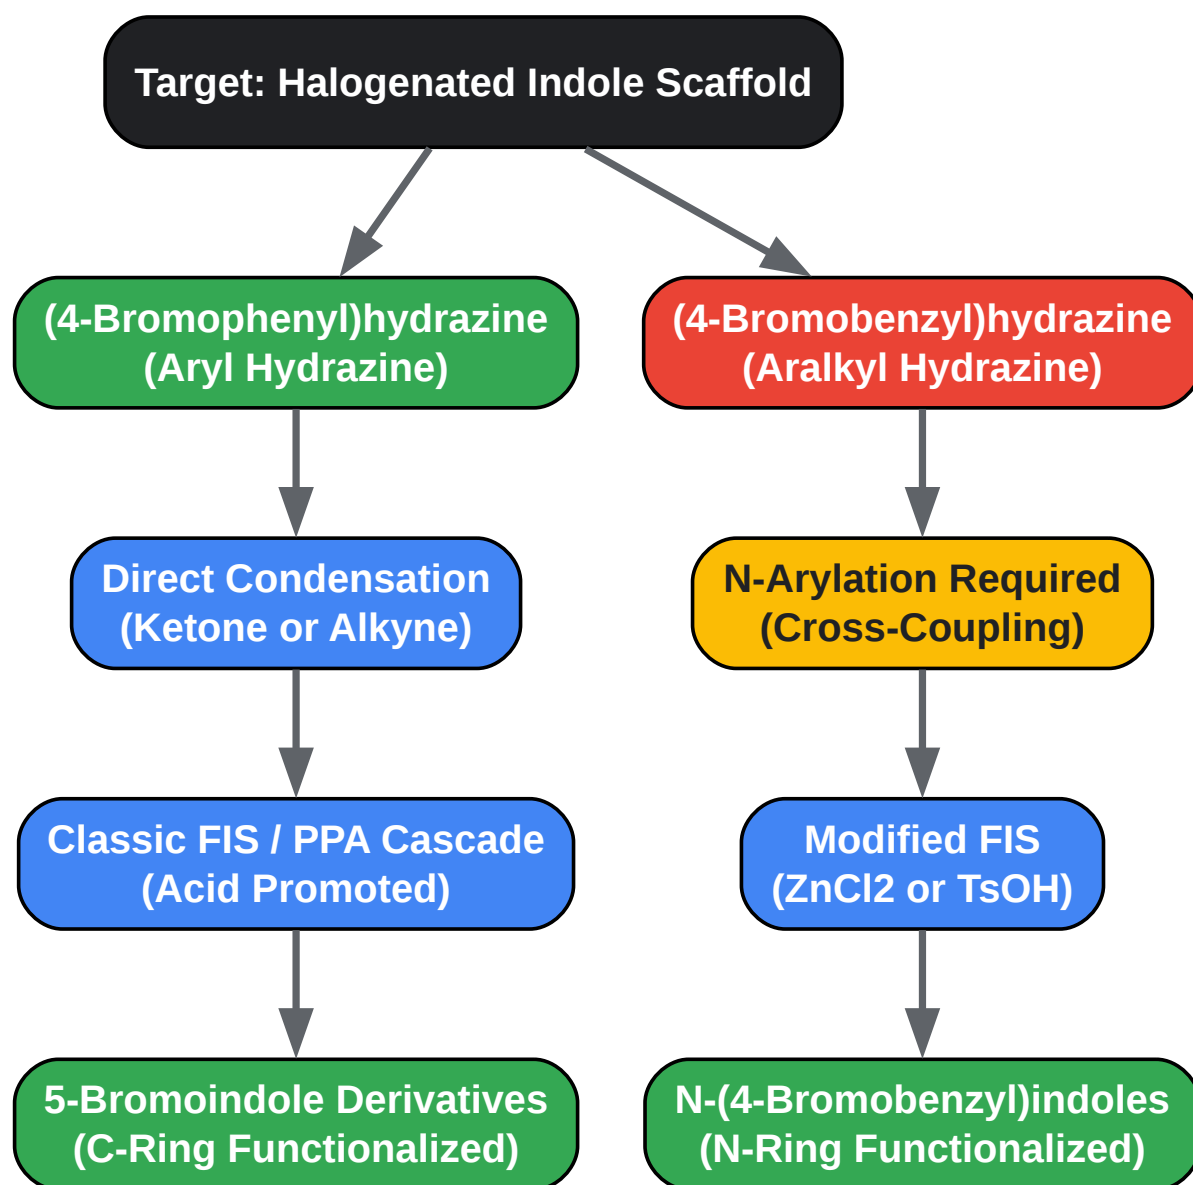 Target: Halogenated Indole Scaffold
(4-Bromophenyl)hydrazine
(Aryl Hydrazine)
(4-Bromobenzyl)hydrazine
(Aralkyl Hydrazine)
Direct Condensation
(Ketone or Alkyne)
N-Arylation Required
(Cross-Coupling)
Classic FIS / PPA Cascade
(Acid Promoted)
Modified FIS
(ZnCl2 or TsOH)
5-Bromoindole Derivatives
(C-Ring Functionalized)
N-(4-Bromobenzyl)indoles
(N-Ring Functionalized)